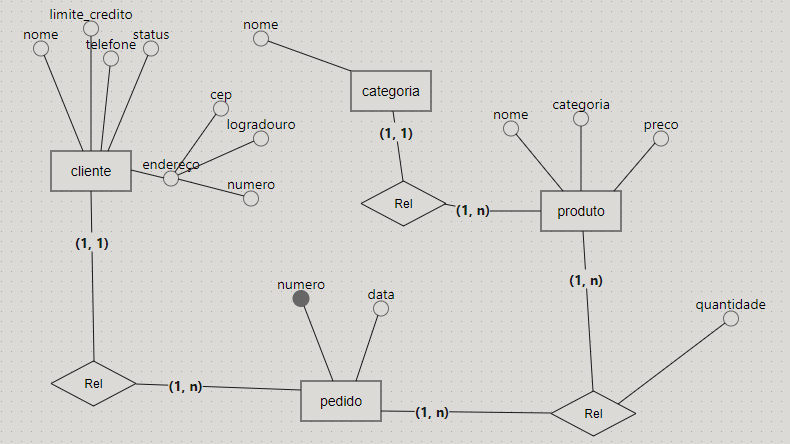 limite_credito
nome
telefone
status
nome
categoria
(1, 1)
cep
logradouro
endereço
numero
cliente
nome
categoria
preco
Rel
(1, n)
produto
(1, 1)
(1, n)
numero
data
quantidade
Rel
(1, n)
pedido
(1, n)
Rel